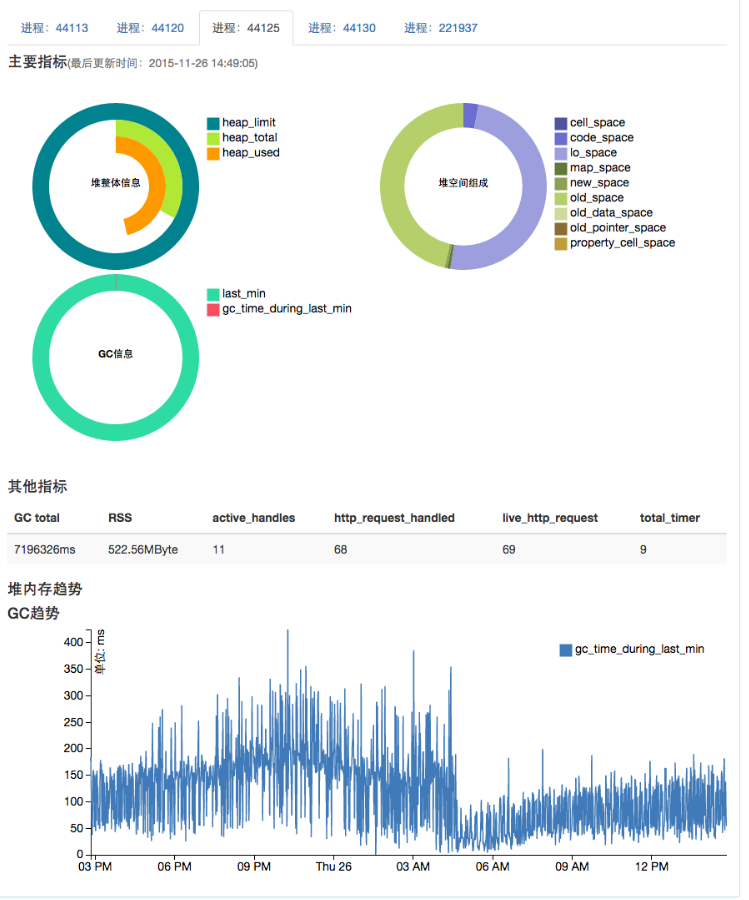 进程：44113 进程：44120 进程：44125 进程：44130 进程：221937
主要指标(最后更新时间：2015-11-26 14:49:05)
堆整体信息
heap_limit
heap_total
heap_used
堆空间组成
cell_space
code_space
lo_space
map_space
new_space
old_space
old_data_space
old_pointer_space
property_cell_space
GC信息
last_min
gc_time_during_last_min
其他指标
GC total RSS active_handles http_request_handled live_http_request total_timer
7196326ms 522.56MByte 11 68 69 9
堆内存趋势
GC趋势
单位: ms
gc_time_during_last_min
400
350
300
250
200
150
100
50
0
03 PM 06 PM 09 PM Thu 26 03 AM 06 AM 09 AM 12 PM